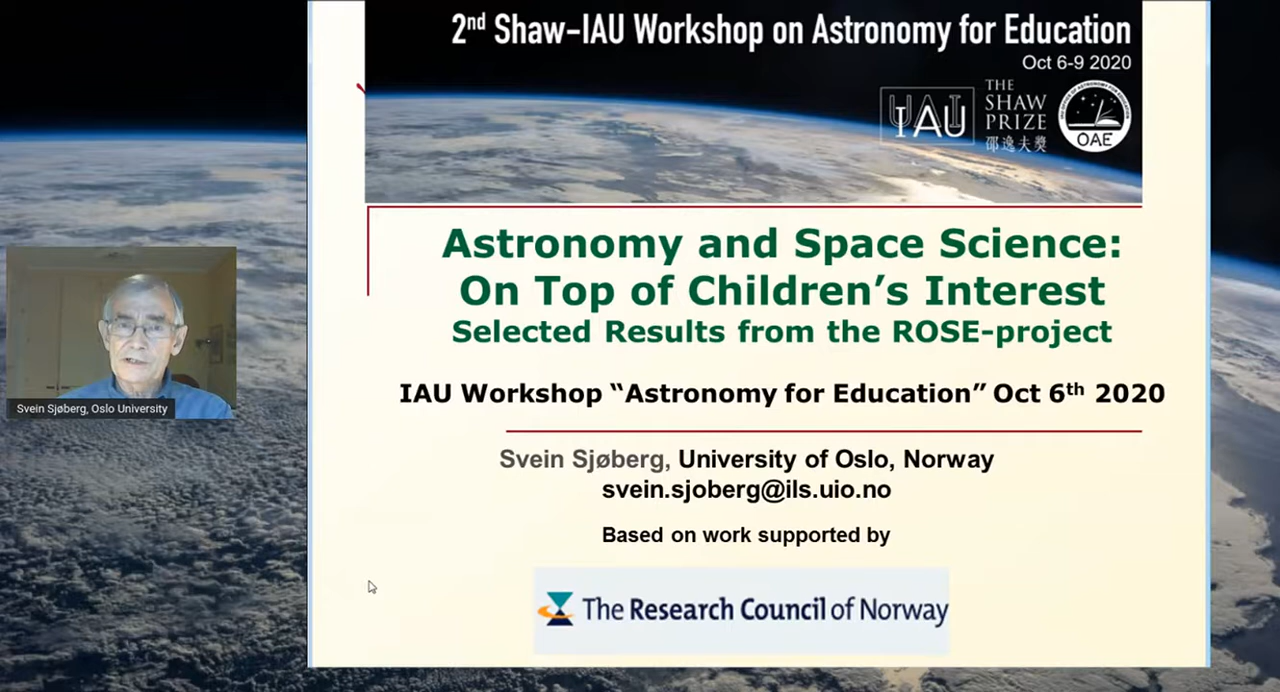 2nd Shaw–IAU Workshop on Astronomy for Education
Oct 6-9 2020
IAU
THE
SHAW
PRIZE
邵逸夫獎
OAE
Astronomy and Space Science:
On Top of Children’s Interest
Selected Results from the ROSE-project
IAU Workshop “Astronomy for Education” Oct 6th 2020
Svein Sjøberg, University of Oslo, Norway
svein.sjoberg@ils.uio.no
Based on work supported by
The Research Council of Norway
Svein Sjøberg, Oslo University